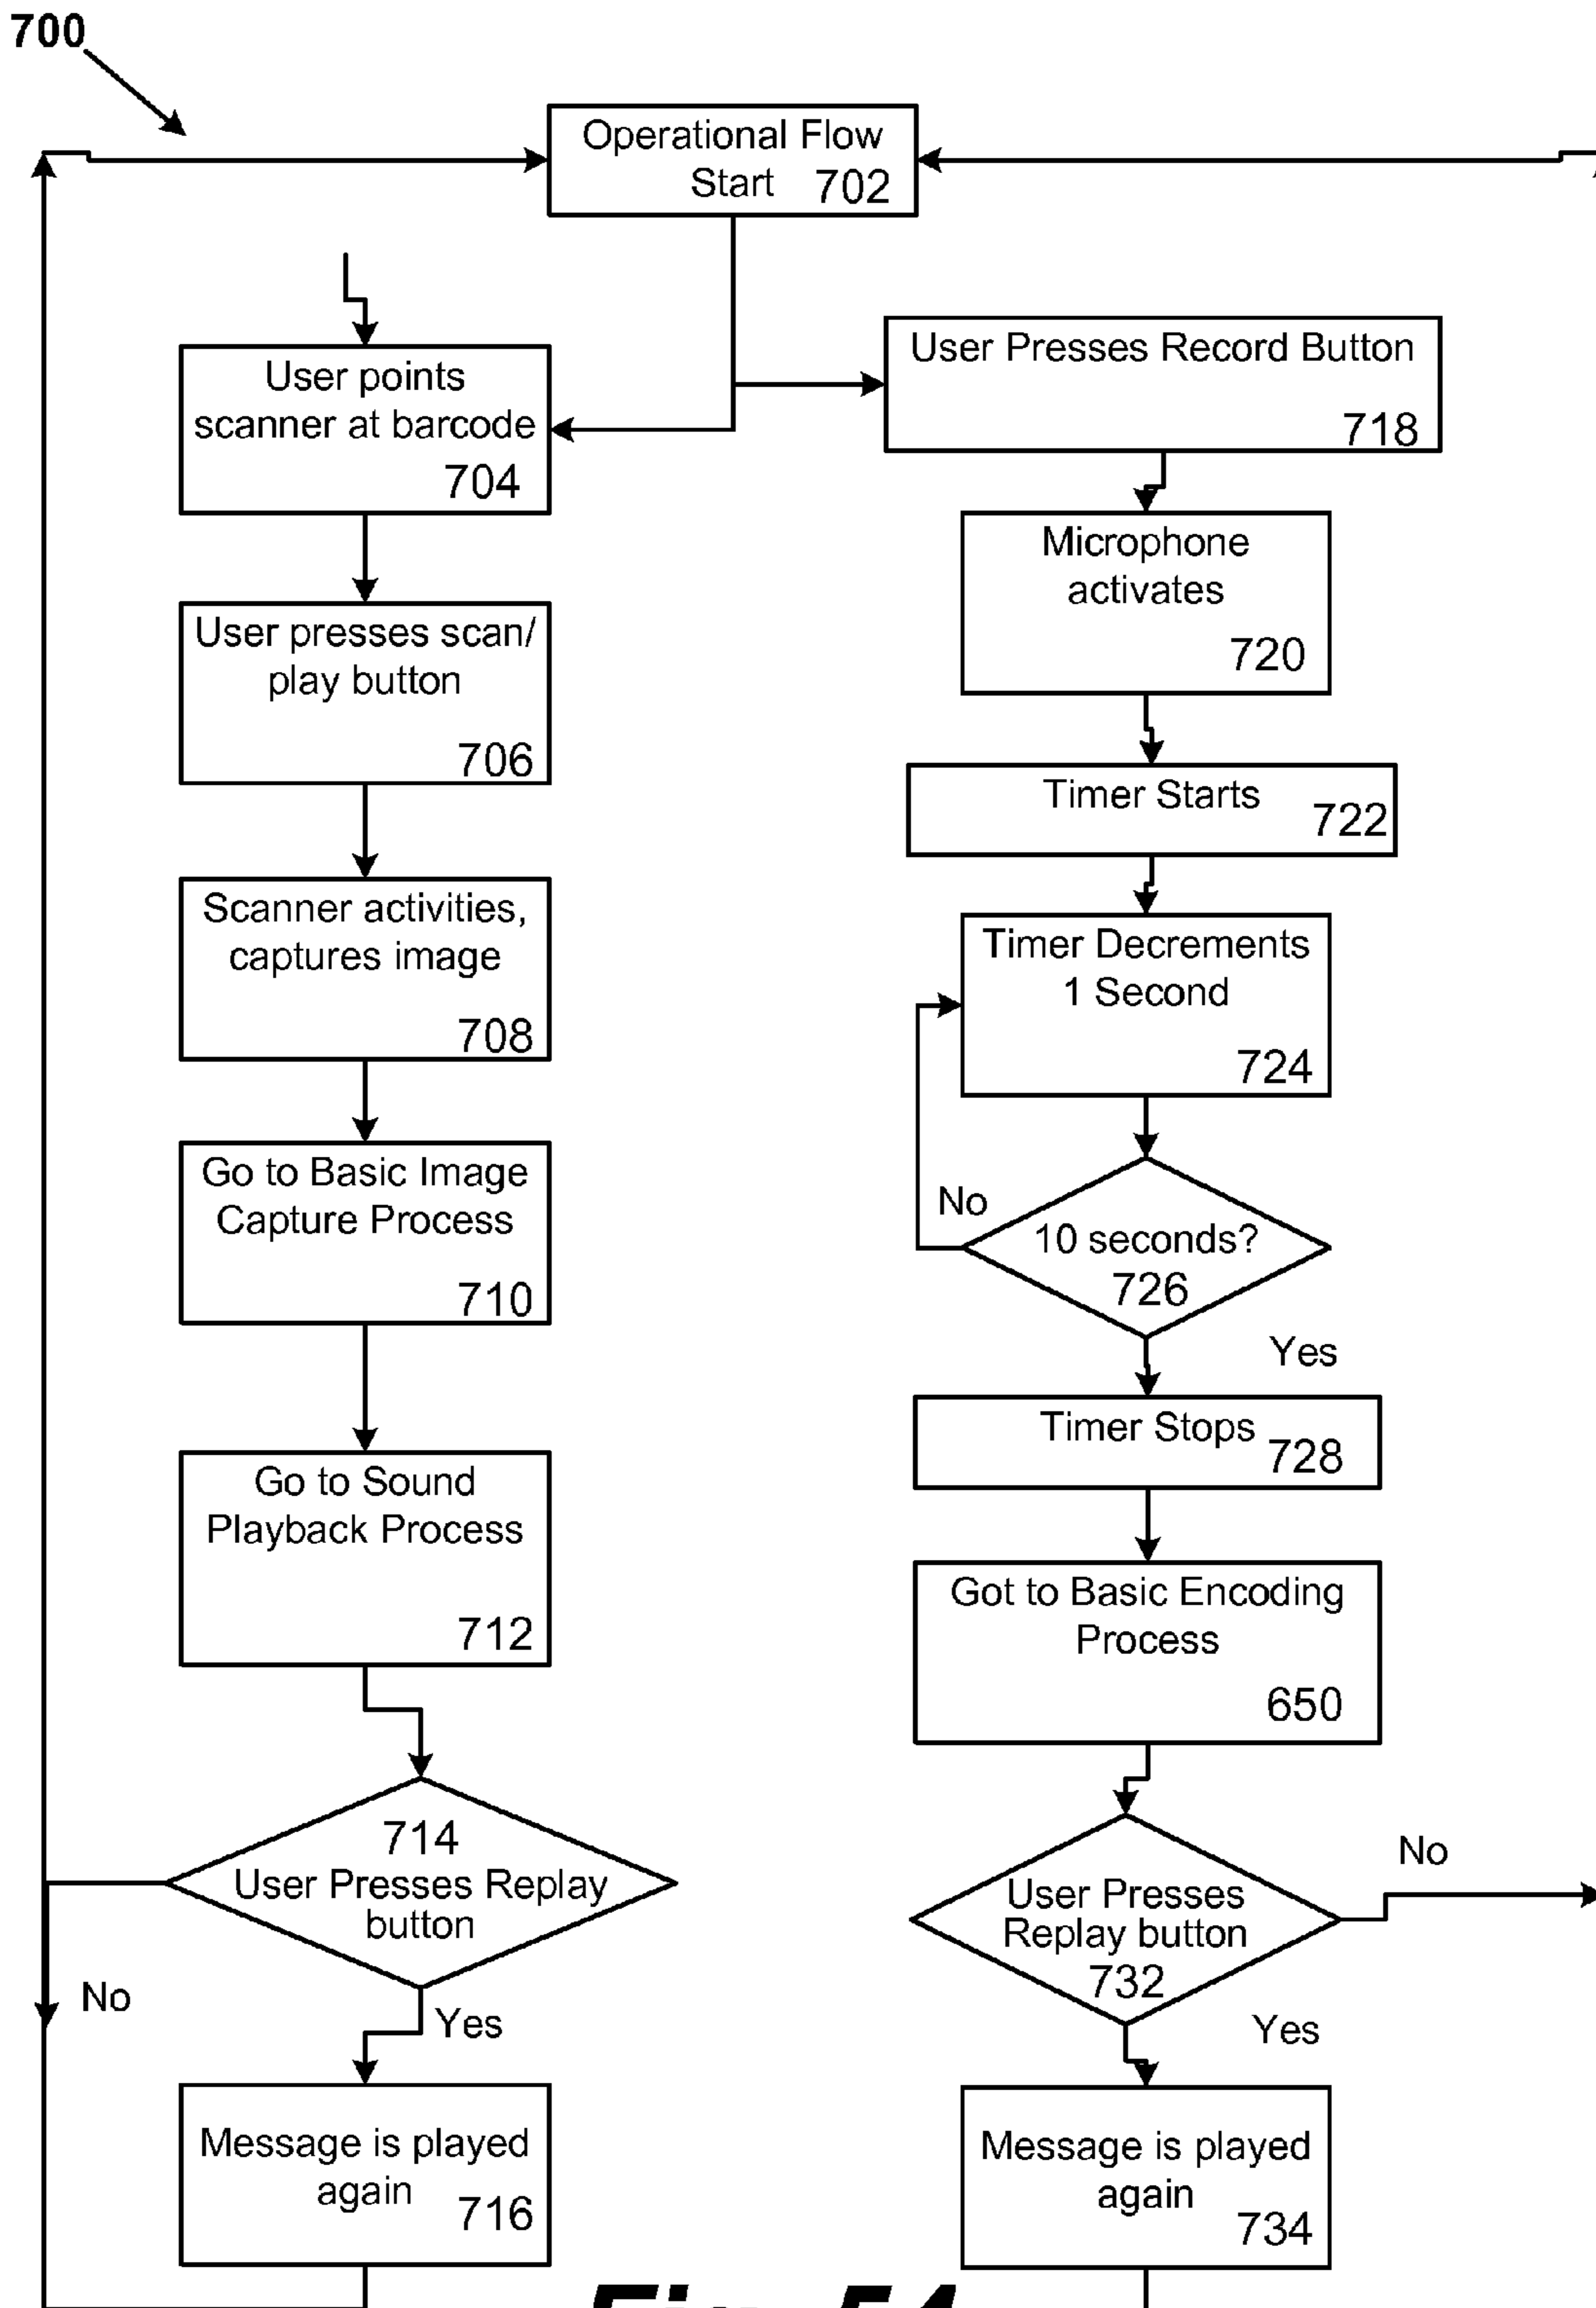 700
Operational Flow
Start 702
User points
scanner at barcode
704
User presses scan/
play button
706
Scanner activities,
captures image
708
Go to Basic Image
Capture Process
710
Go to Sound
Playback Process
712
714
User Presses Replay
button
No
Yes
Message is played
again 716
User Presses Record Button
718
Microphone
activates
720
Timer Starts
722
Timer Decrements
1 Second
724
No
10 seconds?
726
Yes
Timer Stops
728
Got to Basic Encoding
Process
650
User Presses
Replay button
732
No
Yes
Message is played
again
734